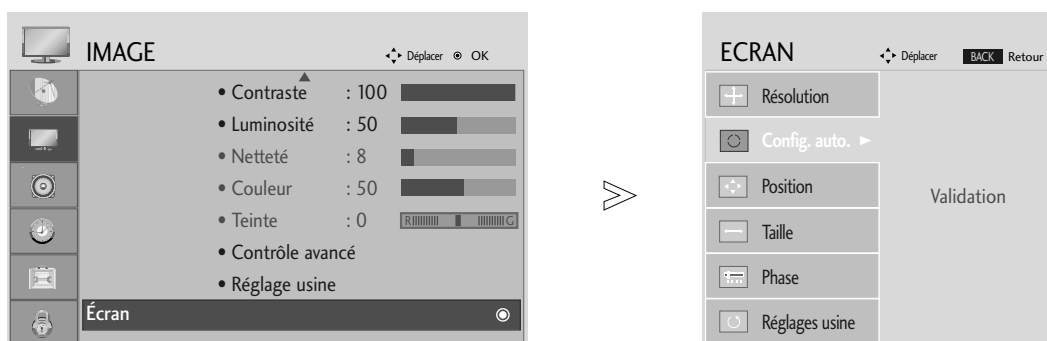 IMAGE
Déplacer OK
• Contraste : 100
• Luminosité : 50
• Netteté : 8
• Couleur : 50
• Teinte : 0 R G
• Contrôle avancé
• Réglage usine
Écran
ECRAN
Déplacer BACK Retour
Résolution
Config. auto.
Position
Taille
Phase
Réglages usine
Validation